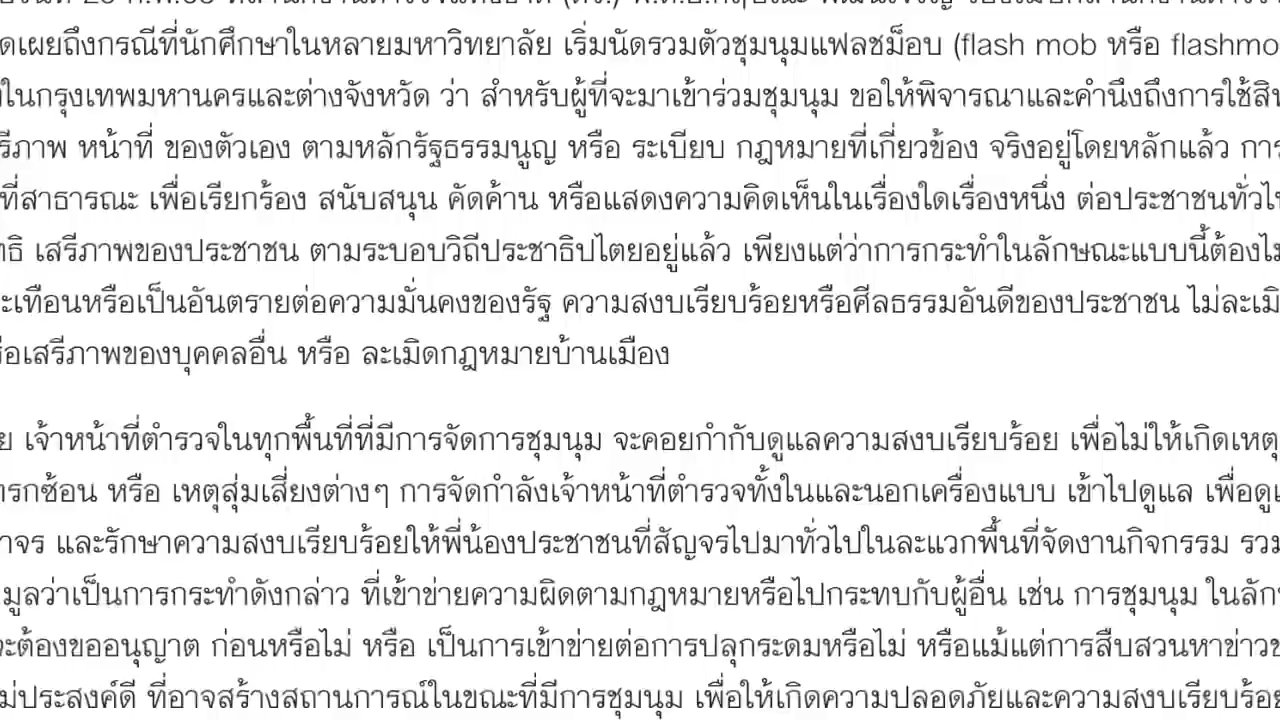 ดเผยถึงกรณีที่นักศึกษาในหลายมหาวิทยาลัย เริ่มนัดรวมตัวชุมนุมแฟลชม็อบ (flash mob หรือ flashmo
ในกรุงเทพมหานครและต่างจังหวัด ว่า สำหรับผู้ที่จะมาเข้าร่วมชุมนุม ขอให้พิจารณาและคำนึงถึงการใช้สิท
รีภาพ หน้าที่ ของตัวเอง ตามหลักรัฐธรรมนูญ หรือ ระเบียบ กฎหมายที่เกี่ยวข้อง จริงอยู่โดยหลักแล้ว การ
ที่สาธารณะ เพื่อเรียกร้อง สนับสนุน คัดค้าน หรือแสดงความคิดเห็นในเรื่องใดเรื่องหนึ่ง ต่อประชาชนทั่วไป
ทธิ เสรีภาพของประชาชน ตามระบอบวิถีประชาธิปไตยอยู่แล้ว เพียงแต่ว่าการกระทำในลักษณะแบบนี้ต้องไม่
ะเทือนหรือเป็นอันตรายต่อความมั่นคงของรัฐ ความสงบเรียบร้อยหรือศีลธรรมอันดีของประชาชน ไม่ละเมิ
รือเสรีภาพของบุคคลอื่น หรือ ละเมิดกฎหมายบ้านเมือง
ย เจ้าหน้าที่ตำรวจในทุกพื้นที่ที่มีการจัดการชุมนุม จะคอยกำกับดูแลความสงบเรียบร้อย เพื่อไม่ให้เกิดเหตุ
ทรกซ้อน หรือ เหตุสุ่มเสี่ยงต่างๆ การจัดกำลังเจ้าหน้าที่ตำรวจทั้งในและนอกเครื่องแบบ เข้าไปดูแล เพื่อดูแ
าจร และรักษาความสงบเรียบร้อยให้พี่น้องประชาชนที่สัญจรไปมาทั่วไปในละแวกพื้นที่จัดงานกิจกรรม รวม
มูลว่าเป็นการกระทำดังกล่าว ที่เข้าข่ายความผิดตามกฎหมายหรือไปกระทบกับผู้อื่น เช่น การชุมนุม ในลัก
ะต้องขออนุญาต ก่อนหรือไม่ หรือ เป็นการเข้าข่ายต่อการปลุกระดมหรือไม่ หรือแม้แต่การสืบสวนหาข่าวข
ม่ประสงค์ดี ที่อาจสร้างสถานการณ์ในขณะที่มีการชุมนุม เพื่อให้เกิดความปลอดภัยและความสงบเรียบร้อย